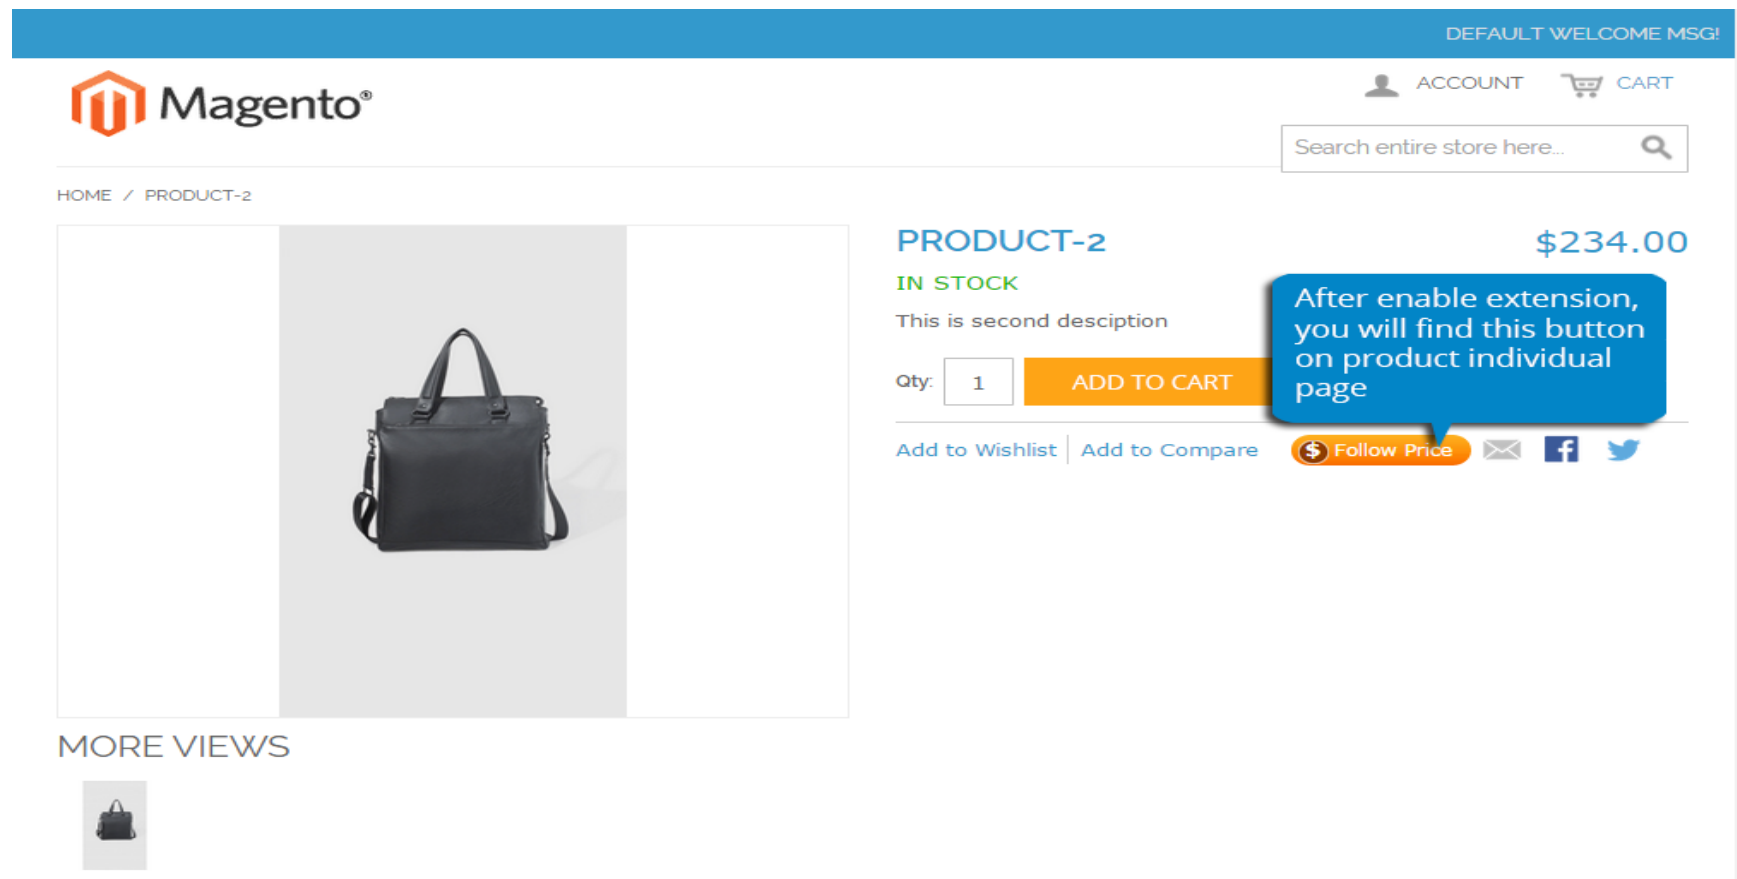 DEFAULT WELCOME MSG!
Magento®
ACCOUNT
CART
Search entire store here...
HOME / PRODUCT-2
PRODUCT-2
$234.00
IN STOCK
This is second desciption
After enable extension,
you will find this button
on product individual
page
Qty: 1 ADD TO CART
Add to Wishlist Add to Compare $ Follow Price f
MORE VIEWS